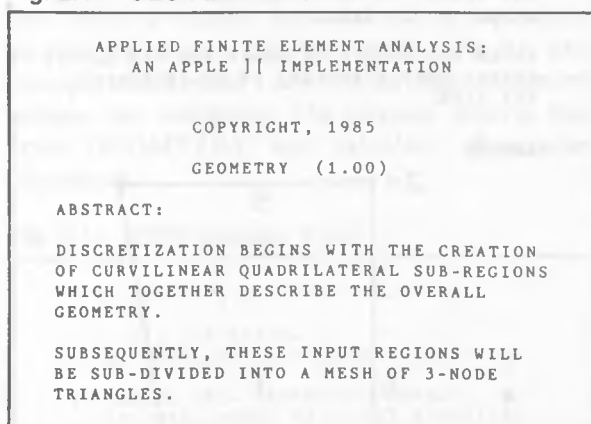 APPLIED FINITE ELEMENT ANALYSIS:
AN APPLE ][ IMPLEMENTATION
COPYRIGHT, 1985
GEOMETRY (1.00)
ABSTRACT:
DISCRETIZATION BEGINS WITH THE CREATION
OF CURVILINEAR QUADRILATERAL SUB-REGIONS
WHICH TOGETHER DESCRIBE THE OVERALL
GEOMETRY.
SUBSEQUENTLY, THESE INPUT REGIONS WILL
BE SUB-DIVIDED INTO A MESH OF 3-NODE
TRIANGLES.